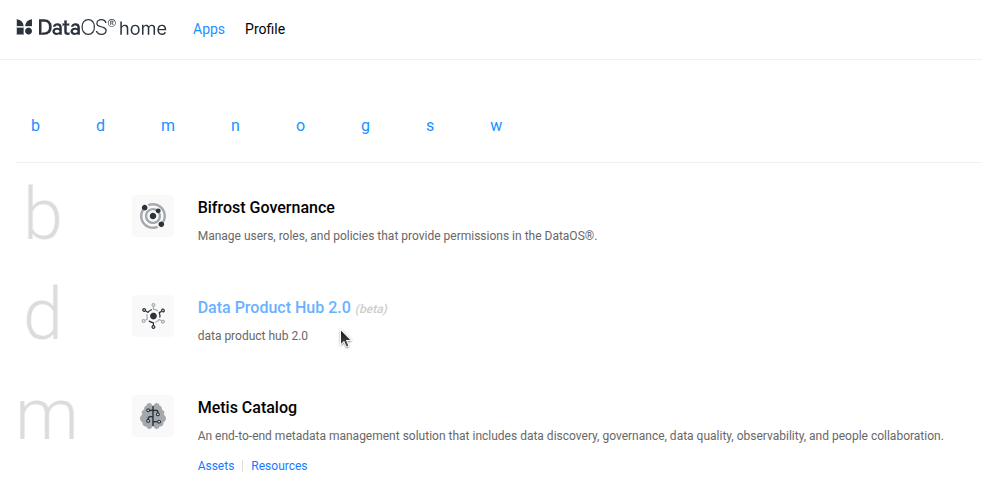 DataOS® home Apps Profile
b d m n o g s w
b
Bifrost Governance
Manage users, roles, and policies that provide permissions in the DataOS®.
d
Data Product Hub 2.0 (beta)
data product hub 2.0
m
Metis Catalog
An end-to-end metadata management solution that includes data discovery, governance, data quality, observability, and people collaboration.
Assets | Resources